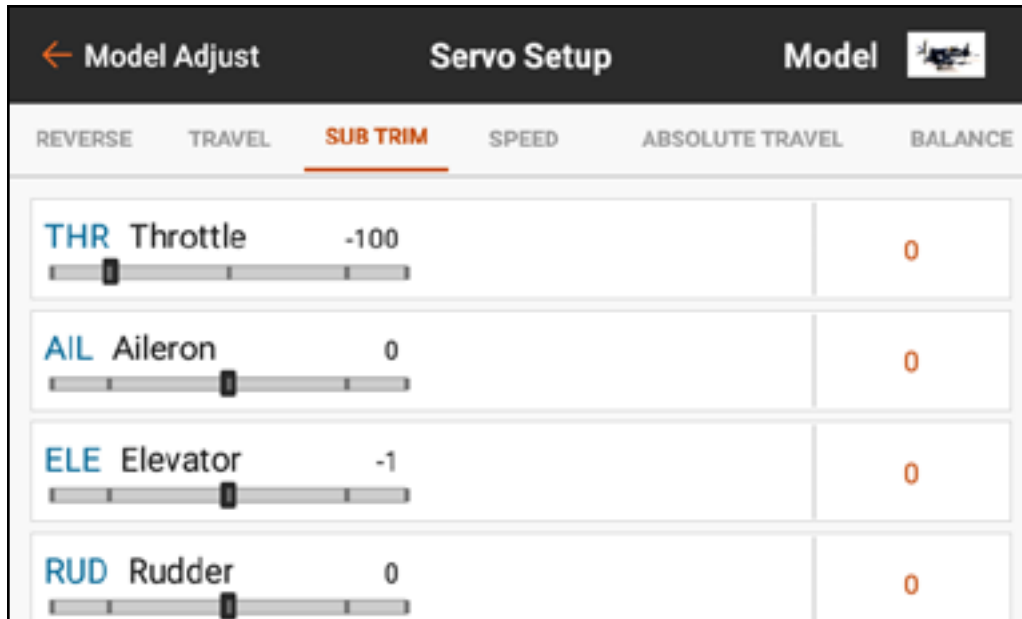 ← Model Adjust Servo Setup Model
REVERSE TRAVEL SUB TRIM SPEED ABSOLUTE TRAVEL BALANCE
THR Throttle -100 0
AIL Aileron 0 0
ELE Elevator -1 0
RUD Rudder 0 0